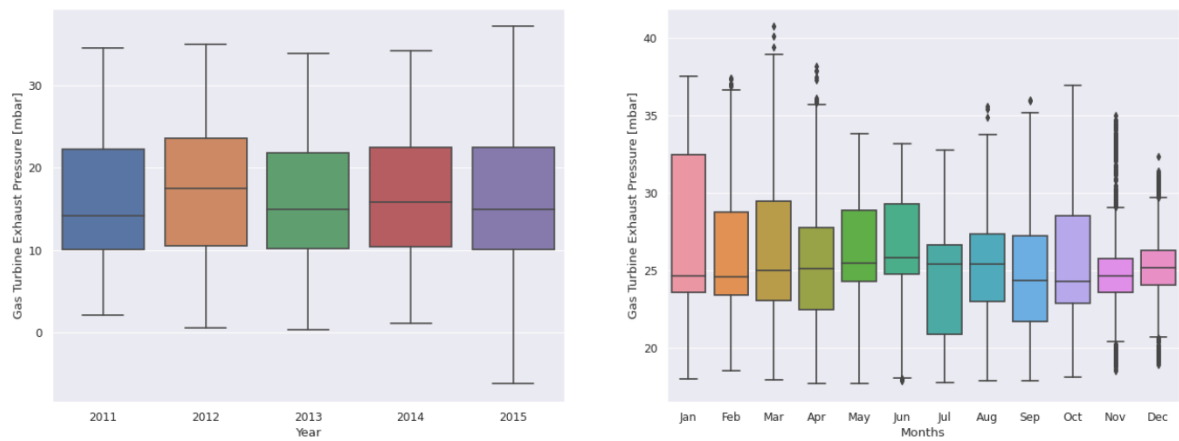 Gas Turbine Exhaust Pressure [mbar]
30
20
10
0
2011 2012 2013 2014 2015
Year
Gas Turbine Exhaust Pressure [mbar]
40
35
30
25
20
Jan Feb Mar Apr May Jun Jul Aug Sep Oct Nov Dec
Months